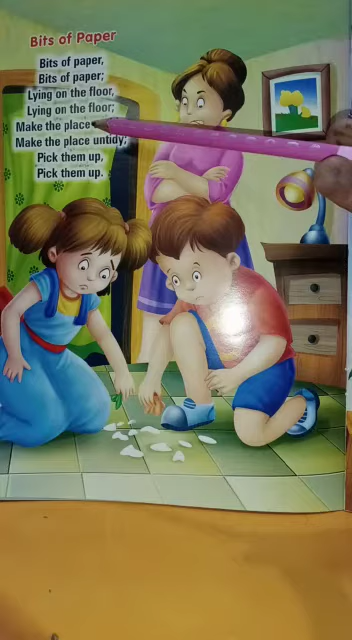 Bits of Paper
Bits of paper,
Bits of paper;
Lying on the floor,
Lying on the floor;
Make the place
Make the place untidy;
Pick them up,
Pick them up.